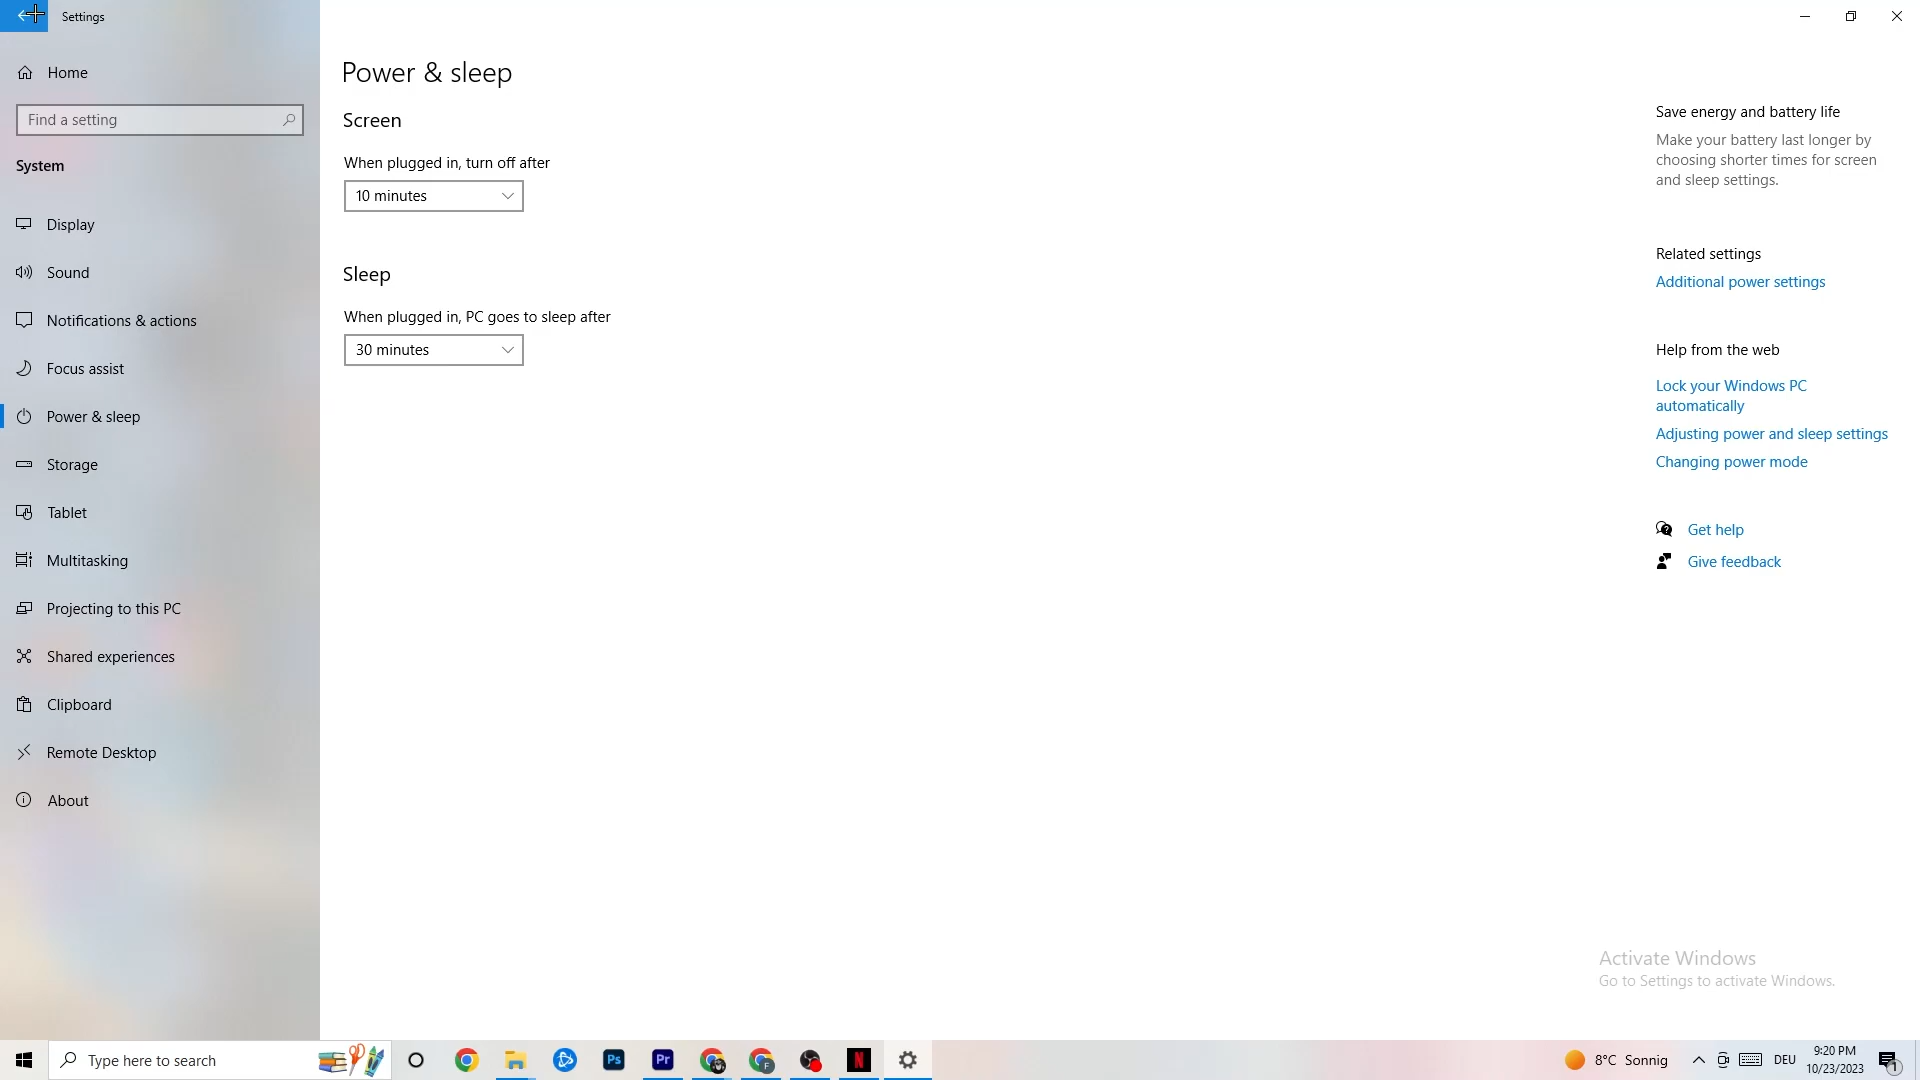 Settings
Home
Find a setting
System
Display
Sound
Notifications & actions
Focus assist
Power & sleep
Storage
Tablet
Multitasking
Projecting to this PC
Shared experiences
Clipboard
Remote Desktop
About
Power & sleep
Screen
When plugged in, turn off after
10 minutes
Sleep
When plugged in, PC goes to sleep after
30 minutes
Save energy and battery life
Make your battery last longer by
choosing shorter times for screen
and sleep settings.
Related settings
Additional power settings
Help from the web
Lock your Windows PC
automatically
Adjusting power and sleep settings
Changing power mode
Get help
Give feedback
Activate Windows
Go to Settings to activate Windows.
Type here to search
Ps
Pr
F
N
8°C Sonnig
DEU
9:20 PM
10/23/2023
1